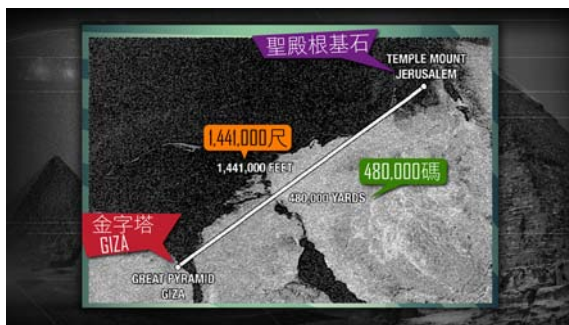 聖殿根基石
TEMPLE MOUNT
JERUSALEM
1,441,000尺
1,441,000 FEET
480,000碼
480,000 YARDS
金字塔
GIZA
GREAT PYRAMID
GIZA